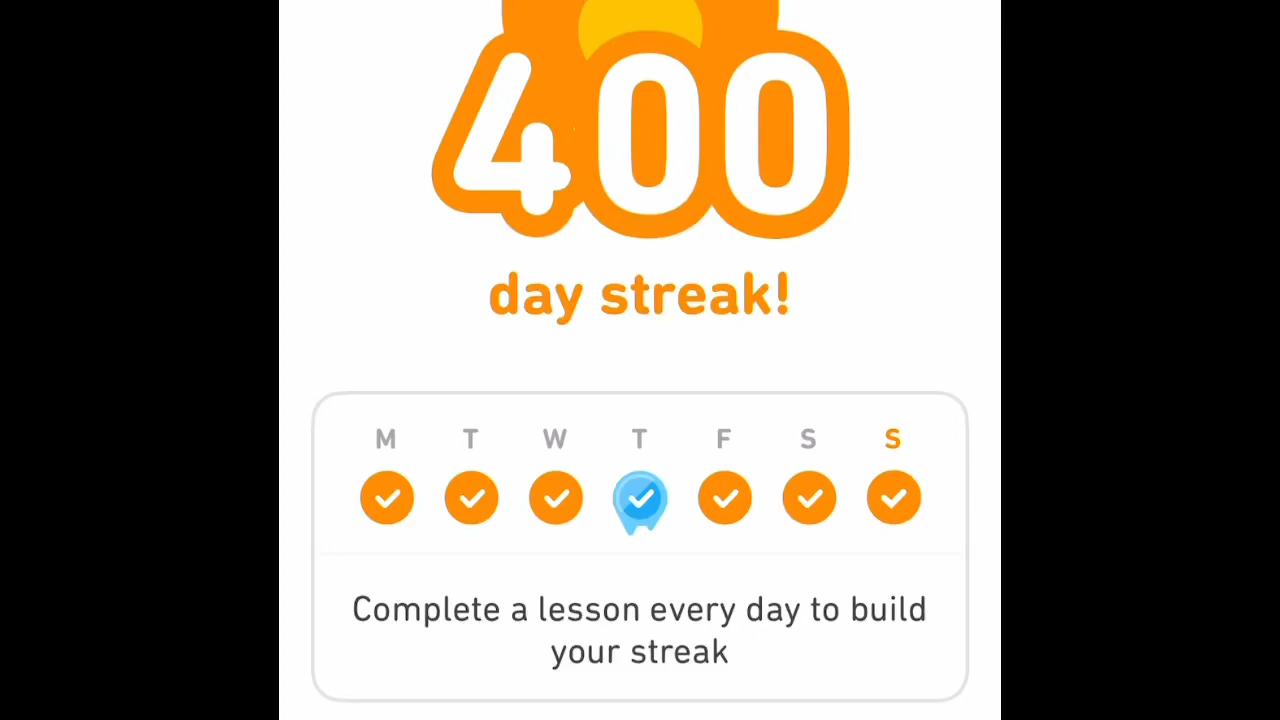 400
day streak!
M T W T F S S
Complete a lesson every day to build
your streak